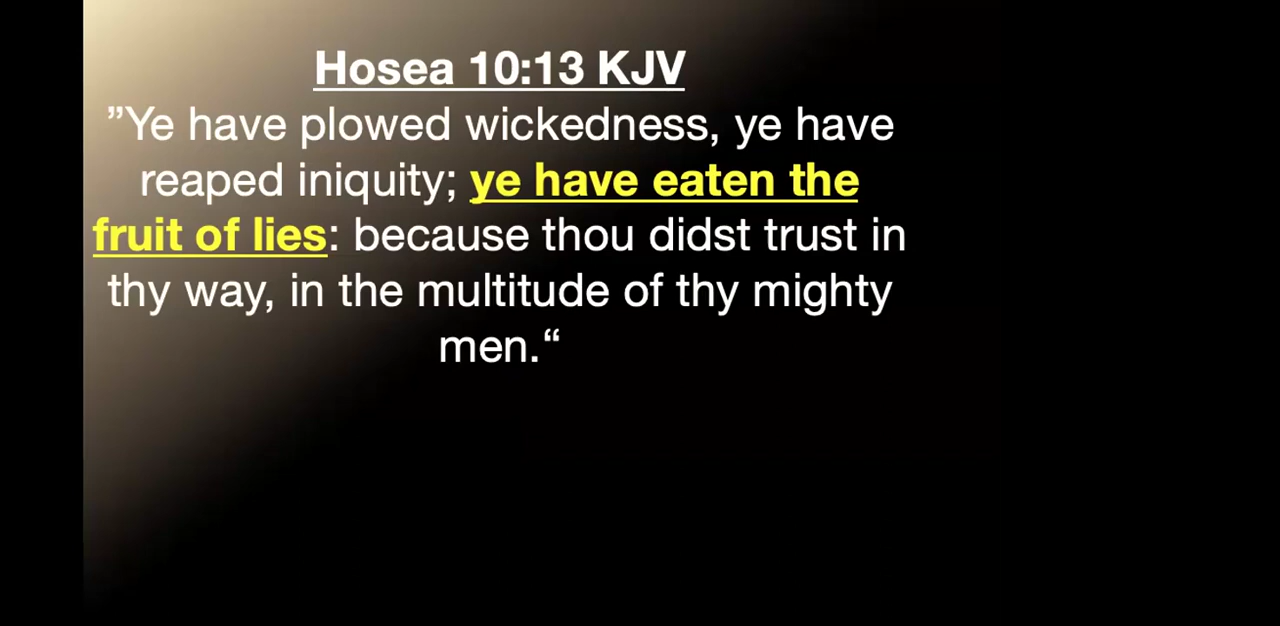 Hosea 10:13 KJV
”Ye have plowed wickedness, ye have
reaped iniquity; ye have eaten the
fruit of lies: because thou didst trust in
thy way, in the multitude of thy mighty
men.“